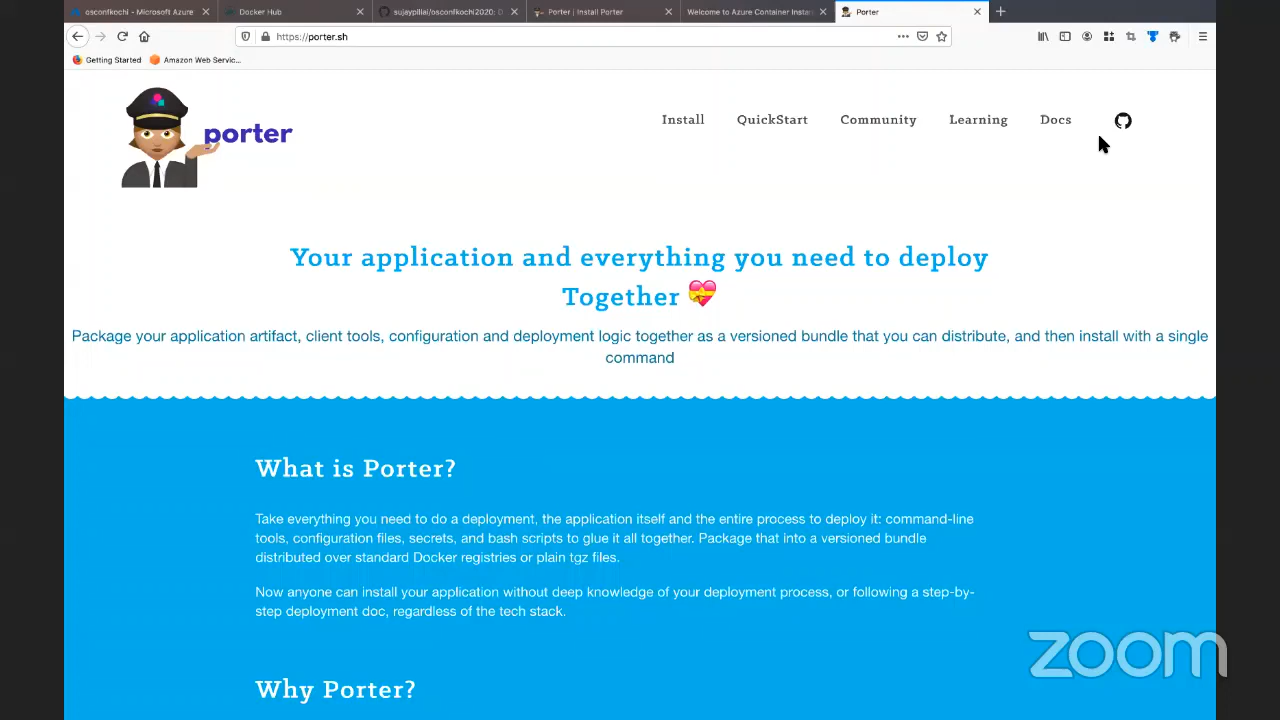 osconfkochi - Microsoft Azure
Docker Hub
sujaypillai/osconfkochi2020: D
Porter | Install Porter
Welcome to Azure Container Instan
Porter
https://porter.sh
Getting Started
Amazon Web Servic...
porter
Install
QuickStart
Community
Learning
Docs
Your application and everything you need to deploy
Together 💝
Package your application artifact, client tools, configuration and deployment logic together as a versioned bundle that you can distribute, and then install with a single
command
What is Porter?
Take everything you need to do a deployment, the application itself and the entire process to deploy it: command-line
tools, configuration files, secrets, and bash scripts to glue it all together. Package that into a versioned bundle
distributed over standard Docker registries or plain tgz files.
Now anyone can install your application without deep knowledge of your deployment process, or following a step-by-
step deployment doc, regardless of the tech stack.
zoom
Why Porter?